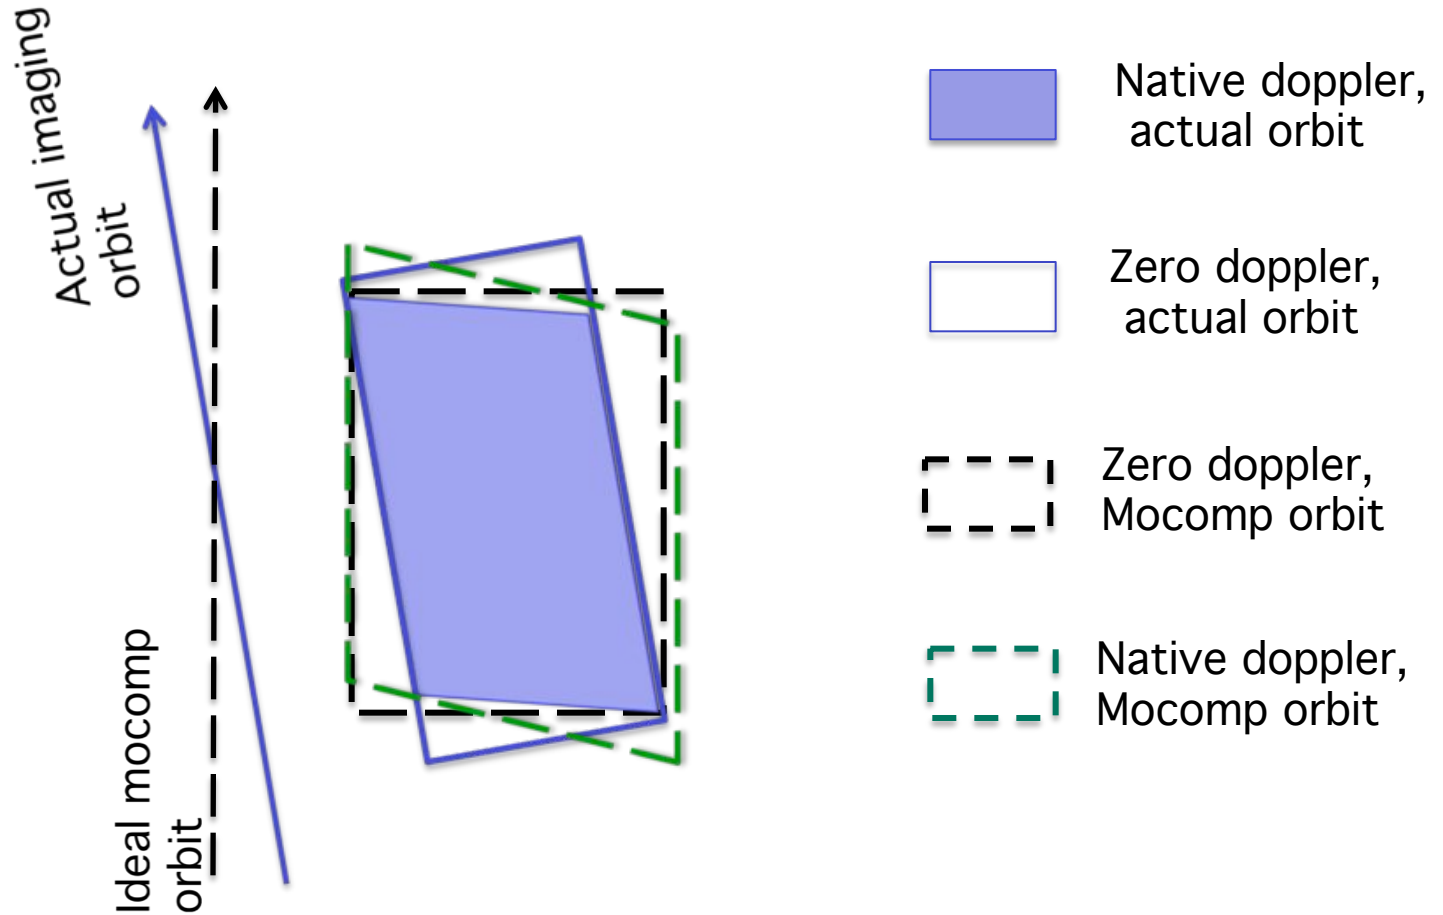 Actual imaging
orbit
Ideal mocomp
orbit
Native doppler,
actual orbit
Zero doppler,
actual orbit
Zero doppler,
Mocomp orbit
Native doppler,
Mocomp orbit